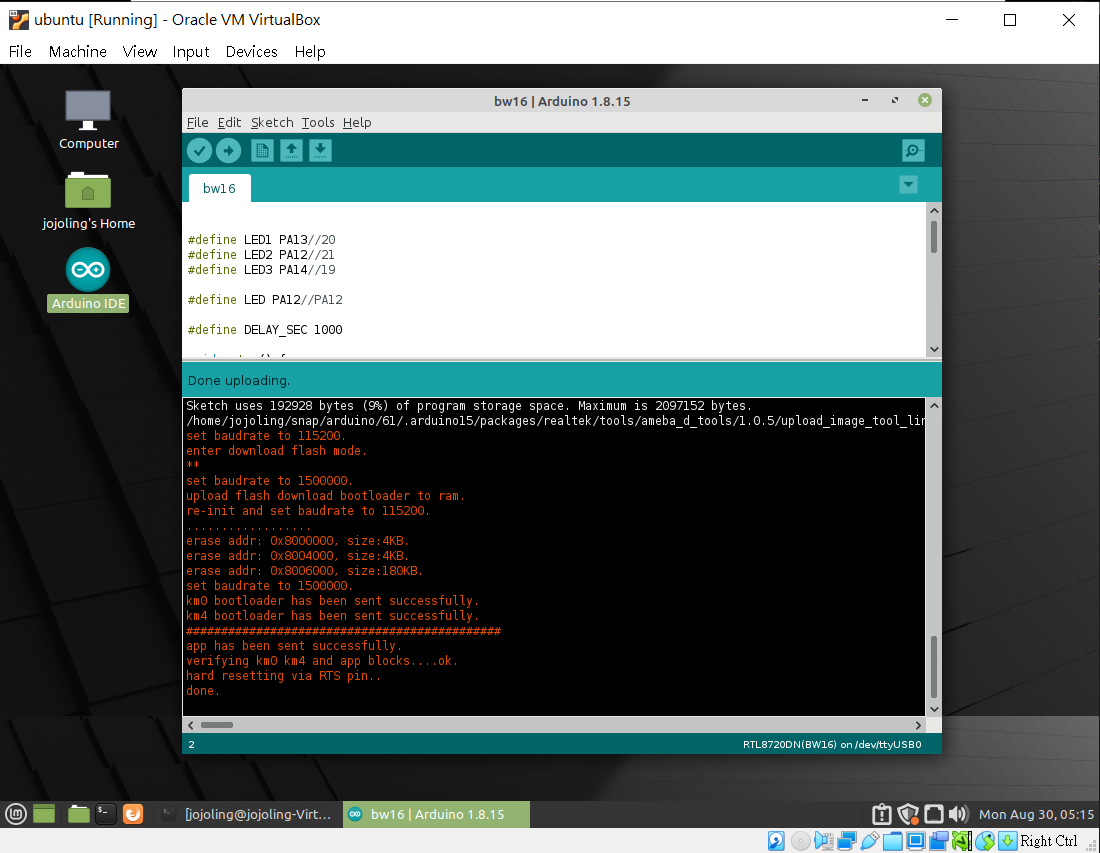 ubuntu [Running] - Oracle VM VirtualBox
File Machine View Input Devices Help
Computer
jojoling's Home
Arduino IDE
bw16 | Arduino 1.8.15
File Edit Sketch Tools Help
bw16
#define LED1 PA13//20
#define LED2 PA12//21
#define LED3 PA14//19
#define LED PA12//PA12
#define DELAY_SEC 1000
Done uploading.
Sketch uses 192928 bytes (9%) of program storage space. Maximum is 2097152 bytes.
/home/jojoling/snap/arduino/61/.arduino15/packages/realtek/tools/ameba_d_tools/1.0.5/upload_image_tool_lin
set baudrate to 115200.
enter download flash mode.
**
set baudrate to 1500000.
upload flash download bootloader to ram.
re-init and set baudrate to 115200.
..................
erase addr: 0x8000000, size:4KB.
erase addr: 0x8004000, size:4KB.
erase addr: 0x8006000, size:180KB.
set baudrate to 1500000.
km0 bootloader has been sent successfully.
km4 bootloader has been sent successfully.
#############################################
app has been sent successfully.
verifying km0 km4 and app blocks....ok.
hard resetting via RTS pin..
done.
2
RTL8720DN(BW16) on /dev/ttyUSB0
[jojoling@jojoling-Virt...
bw16 | Arduino 1.8.15
Mon Aug 30, 05:15
Right Ctrl